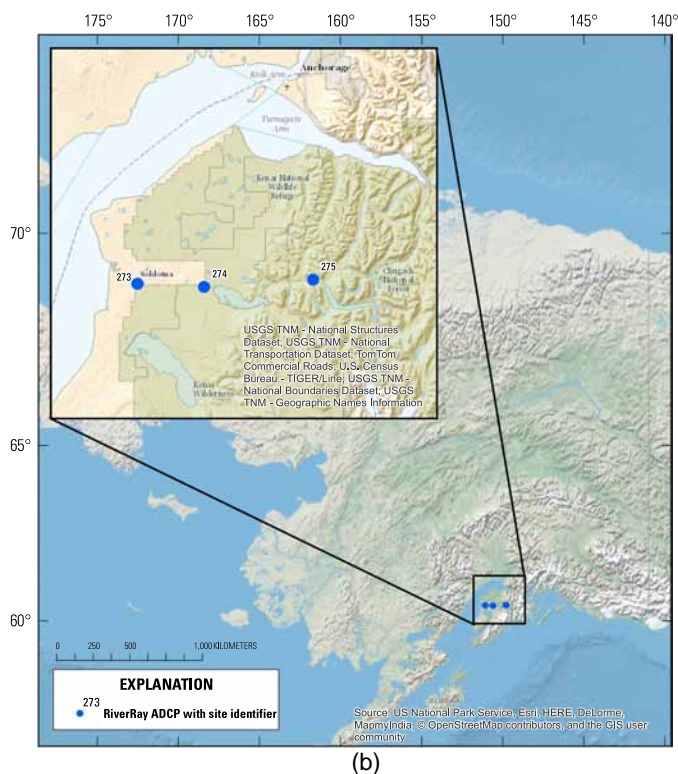 175° 170° 165° 160° 155° 150° 145° 140°
Knik Arm
Anchorage
Turnagain
Arm
Kenai National
Wildlife
Refuge
70°
273
Soldotna
274
275
Chugach
National
Forest
USGS TNM - National Structures
Dataset; USGS TNM - National
Transportation Dataset; TomTom
Commercial Roads, U.S. Census
Bureau - TIGER/Line; USGS TNM -
National Boundaries Dataset; USGS
TNM - Geographic Names Information
Kenai
Wilderness
65°
60°
0 250 500 1,000 KILOMETERS
EXPLANATION
273
RiverRay ADCP with site identifier
Source: US National Park Service, Esri, HERE, DeLorme,
MapmyIndia, © OpenStreetMap contributors, and the GIS user
community
(b)